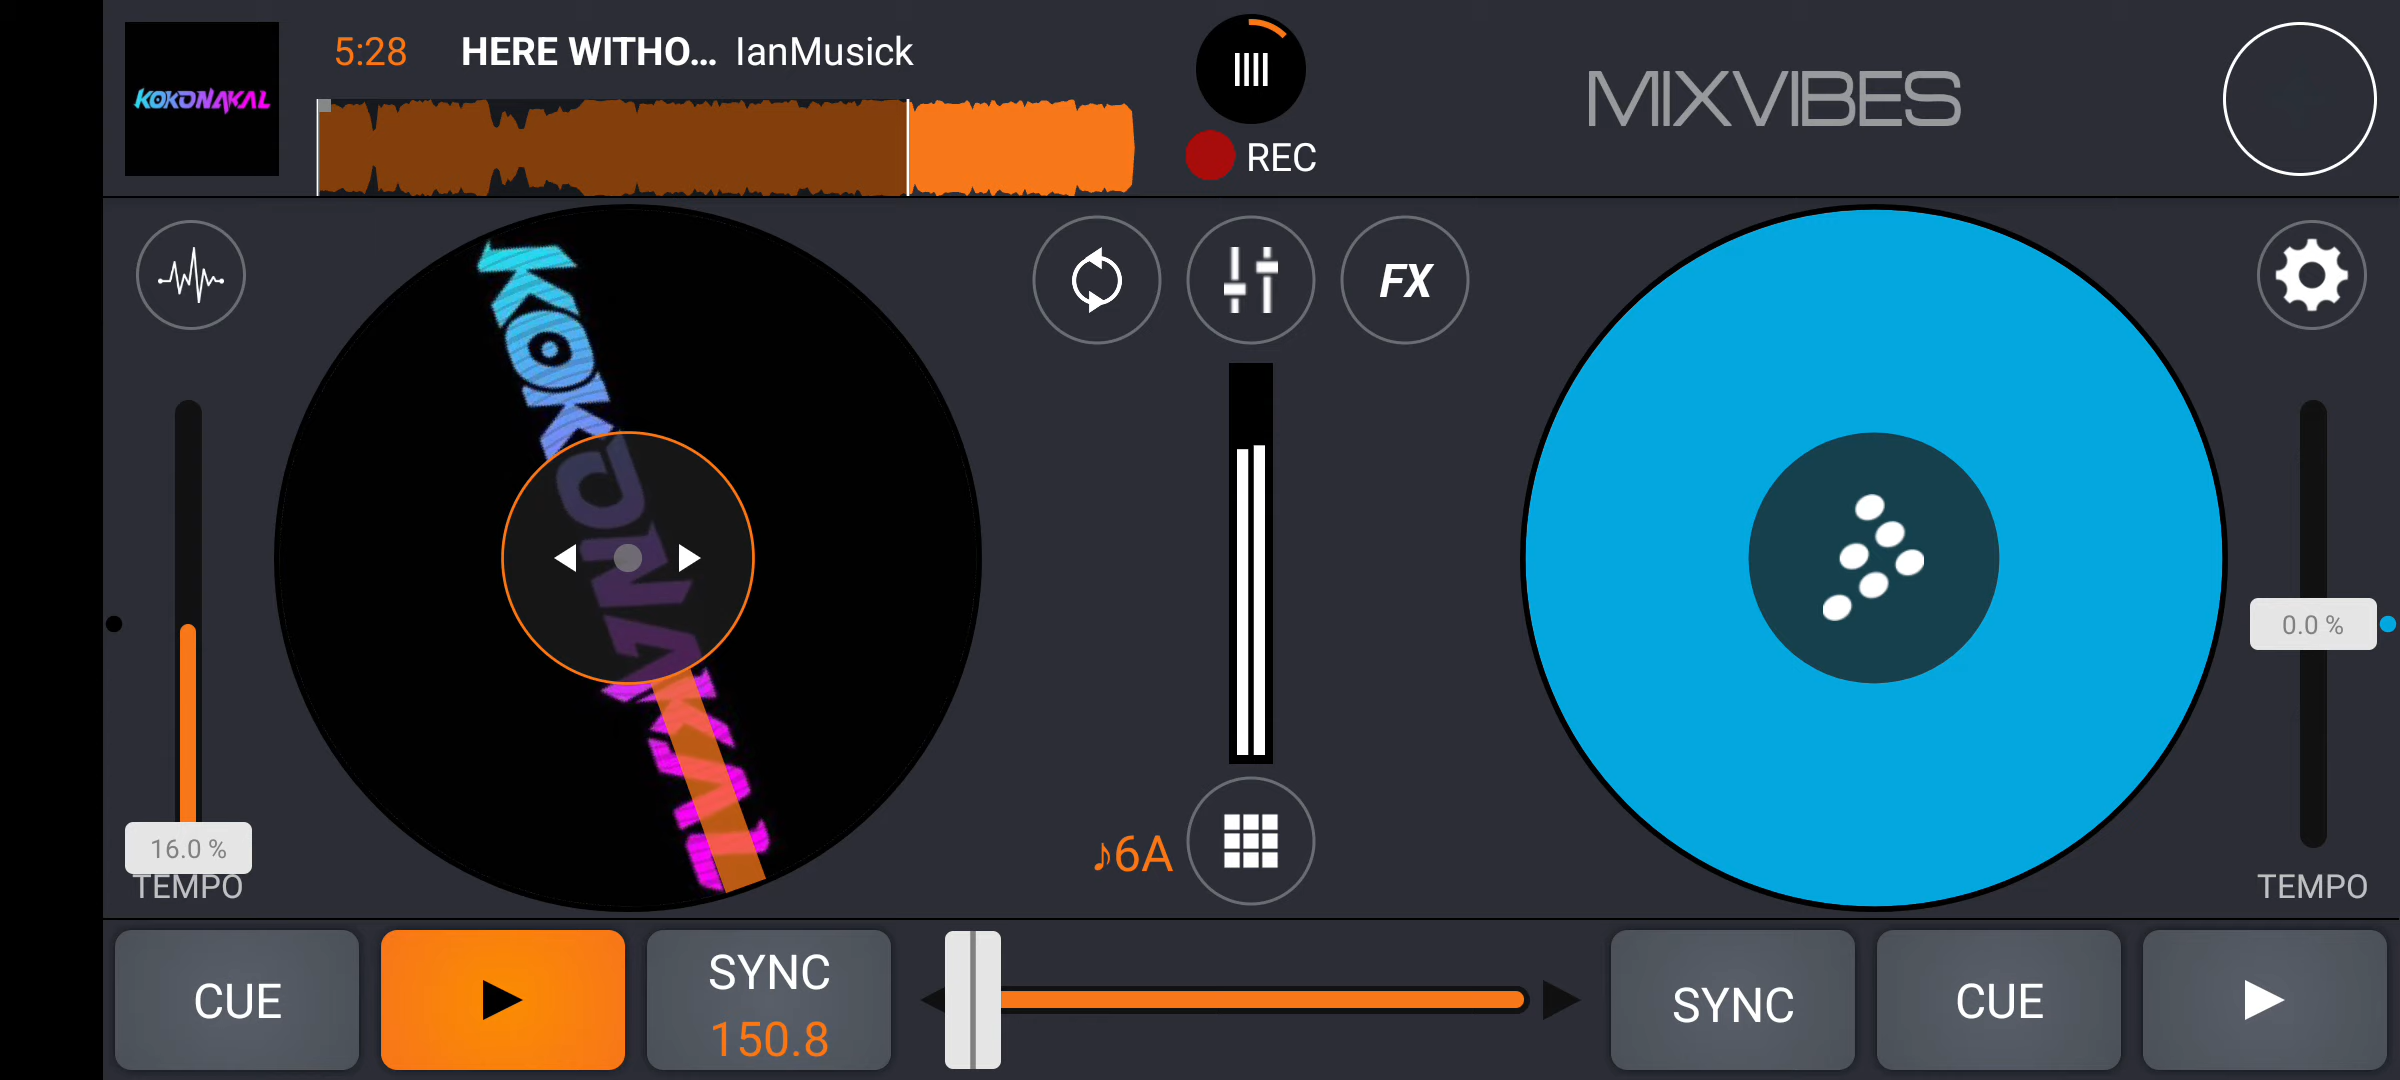 KOKONAKAL
5:28 HERE WITHO... IanMusick
REC
MIXVIBES
FX
KOKONAKAL
16.0 %
TEMPO
♪6A
0.0 %
TEMPO
CUE
SYNC
150.8
SYNC
CUE